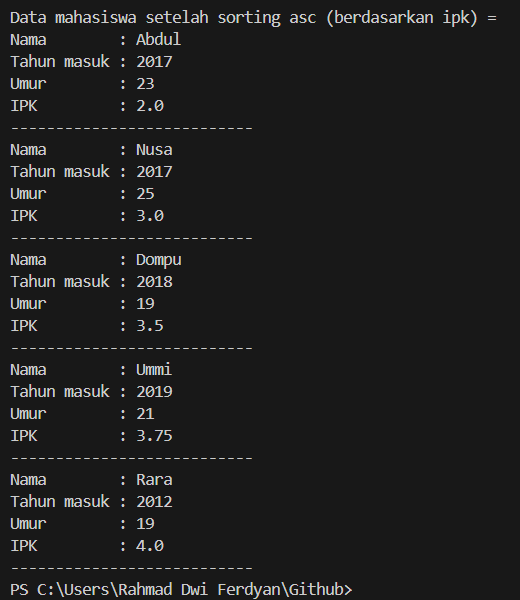 Data mahasiswa setelah sorting asc (berdasarkan ipk) =
Nama        : Abdul
Tahun masuk : 2017
Umur        : 23
IPK         : 2.0
---------------------------
Nama        : Nusa
Tahun masuk : 2017
Umur        : 25
IPK         : 3.0
---------------------------
Nama        : Dompu
Tahun masuk : 2018
Umur        : 19
IPK         : 3.5
---------------------------
Nama        : Ummi
Tahun masuk : 2019
Umur        : 21
IPK         : 3.75
---------------------------
Nama        : Rara
Tahun masuk : 2012
Umur        : 19
IPK         : 4.0
---------------------------
PS C:\Users\Rahmad Dwi Ferdyan\Github>